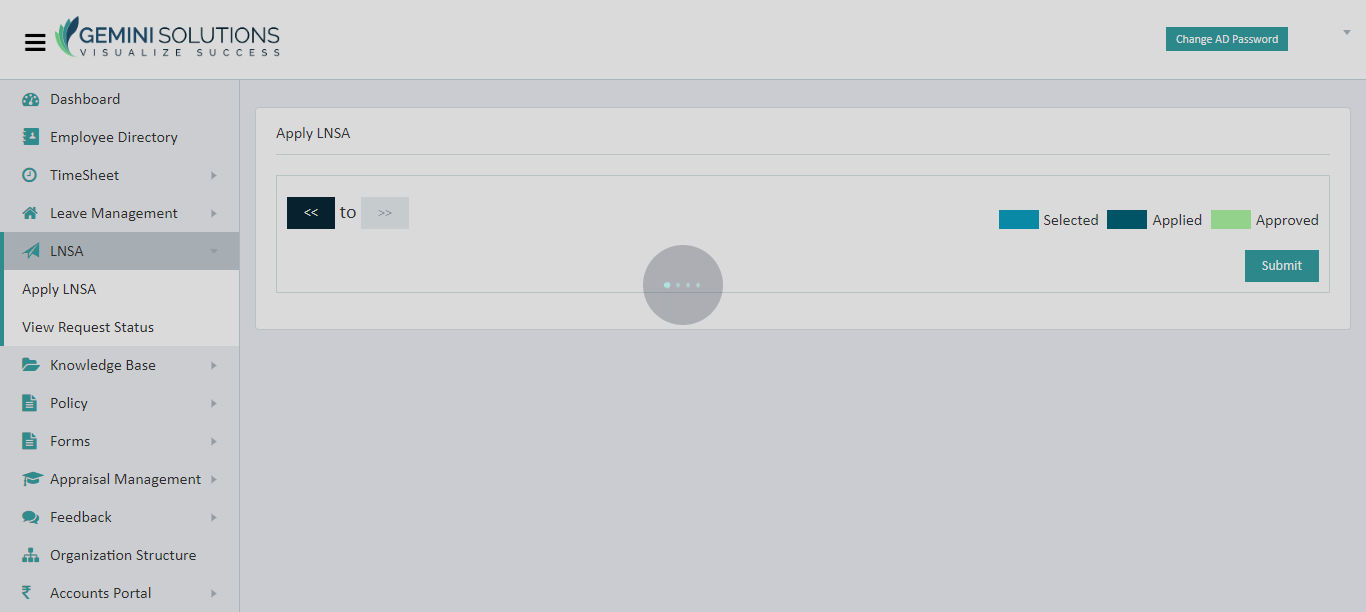 GEMINI SOLUTIONS
VISUALIZE SUCCESS
Change AD Password
Dashboard
Employee Directory
TimeSheet
Leave Management
LNSA
Apply LNSA
View Request Status
Knowledge Base
Policy
Forms
Appraisal Management
Feedback
Organization Structure
₹ Accounts Portal
Apply LNSA
<< to >>
Selected Applied Approved
Submit